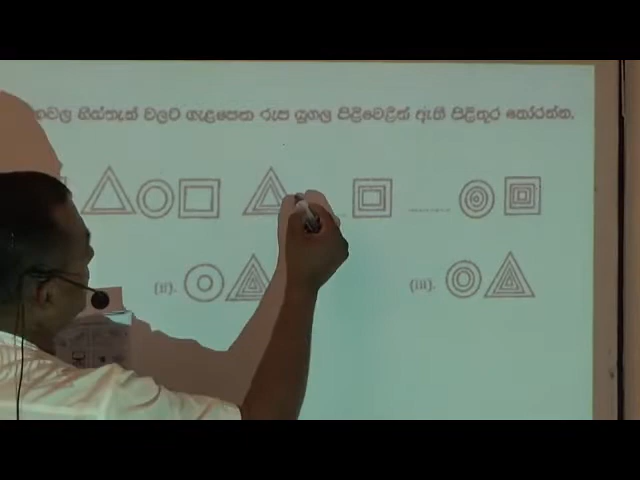 හිස්තැන් වලට ගැළපෙන රූප යුගල පිළිවෙළින් ඇති පිළිතුර තෝරන්න.
(ii).
(iii).